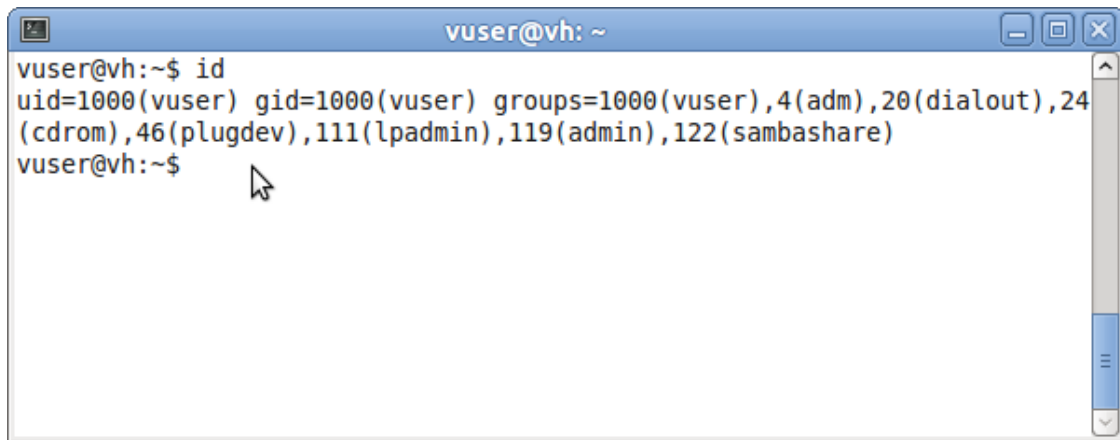 vuser@vh: ~
vuser@vh:~$ id
uid=1000(vuser) gid=1000(vuser) groups=1000(vuser),4(adm),20(dialout),24
(cdrom),46(plugdev),111(lpadmin),119(admin),122(sambashare)
vuser@vh:~$